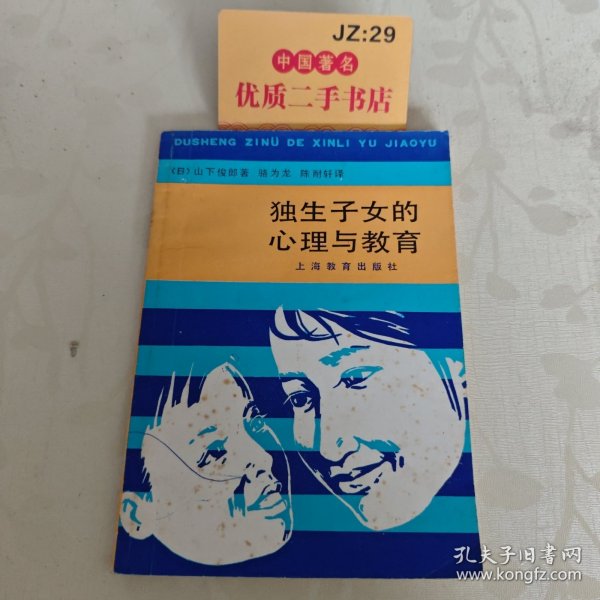 JZ:29
中国著名
优质二手书店
DUSHENG ZINÜ DE XINLI YU JIAOYU
〔日〕山下俊郎著 骆为龙 陈耐轩译
独生子女的
心理与教育
上海教育出版社
孔夫子旧书网
www.kongfz.com